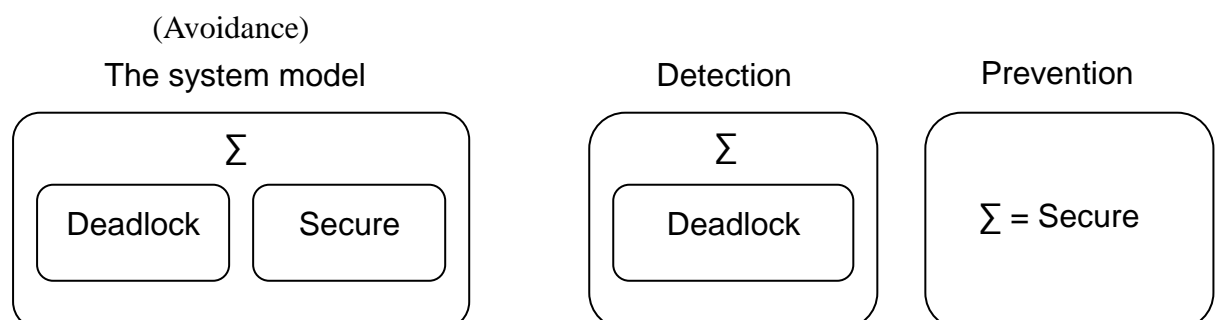 (Avoidance)
The system model
Detection
Prevention
∑
Deadlock
Secure
∑
Deadlock
∑ = Secure